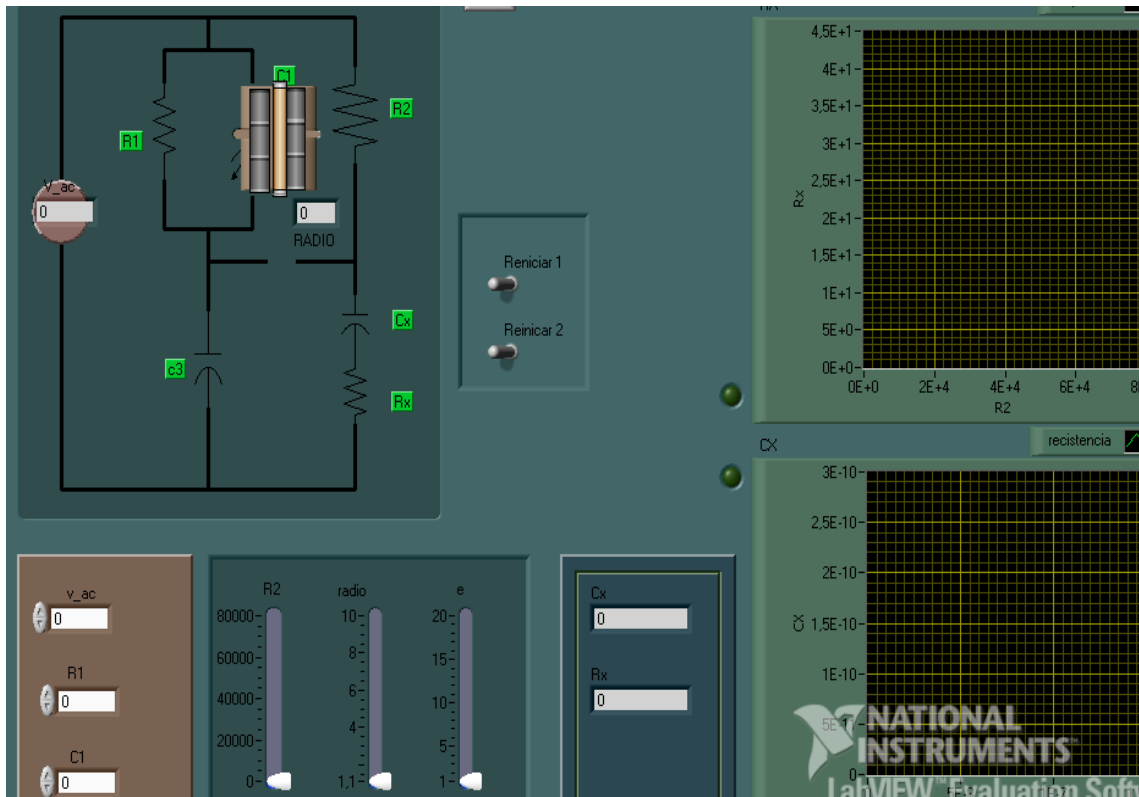 C1
R2
R1
V_ac
0
0
RADIO
Cx
c3
Rx
Reniciar 1
Reinicar 2
4,5E+1
4E+1
3,5E+1
3E+1
2,5E+1
2E+1
1,5E+1
1E+1
5E+0
0E+0
Rx
0E+0 2E+4 4E+4 6E+4
R2
CX
recistencia
3E-10
2,5E-10
2E-10
1,5E-10
1E-10
0
CX
v_ac
0
R1
0
C1
0
R2 radio e
80000 10 20
60000 8 15
40000 6 10
20000 4 5
0 1,1 1
Cx
0
Rx
0
NATIONAL
INSTRUMENTS
LabVIEW™ Evaluation Soft